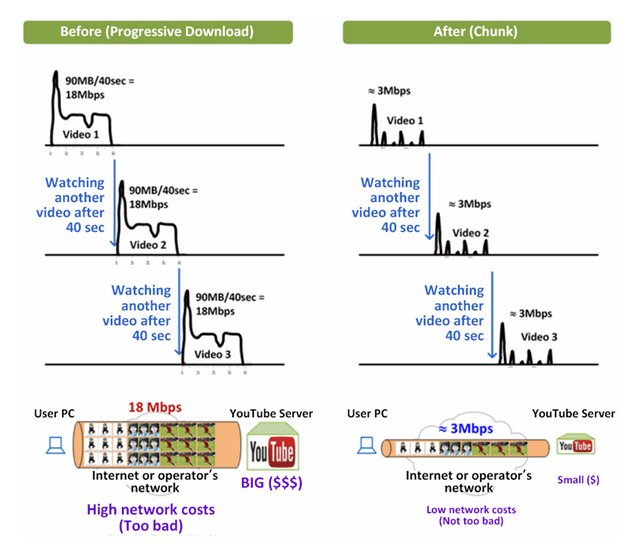 Before (Progressive Download)
90MB/40sec =
18Mbps
Video 1
Watching
another
video after
40 sec
90MB/40sec =
18Mbps
Video 2
Watching
another
video after
40 sec
90MB/40sec =
18Mbps
Video 3
User PC
18 Mbps
YouTube Server
YouTube
Internet or operator's
network
BIG ($$$)
High network costs
(Too bad)
After (Chunk)
≈ 3Mbps
Video 1
Watching
another
video after
40 sec
≈ 3Mbps
Video 2
Watching
another
video after
40 sec
≈ 3Mbps
Video 3
User PC
≈ 3Mbps
YouTube Server
YouTube
Internet or operator's
network
Small ($)
Low network costs
(Not too bad)